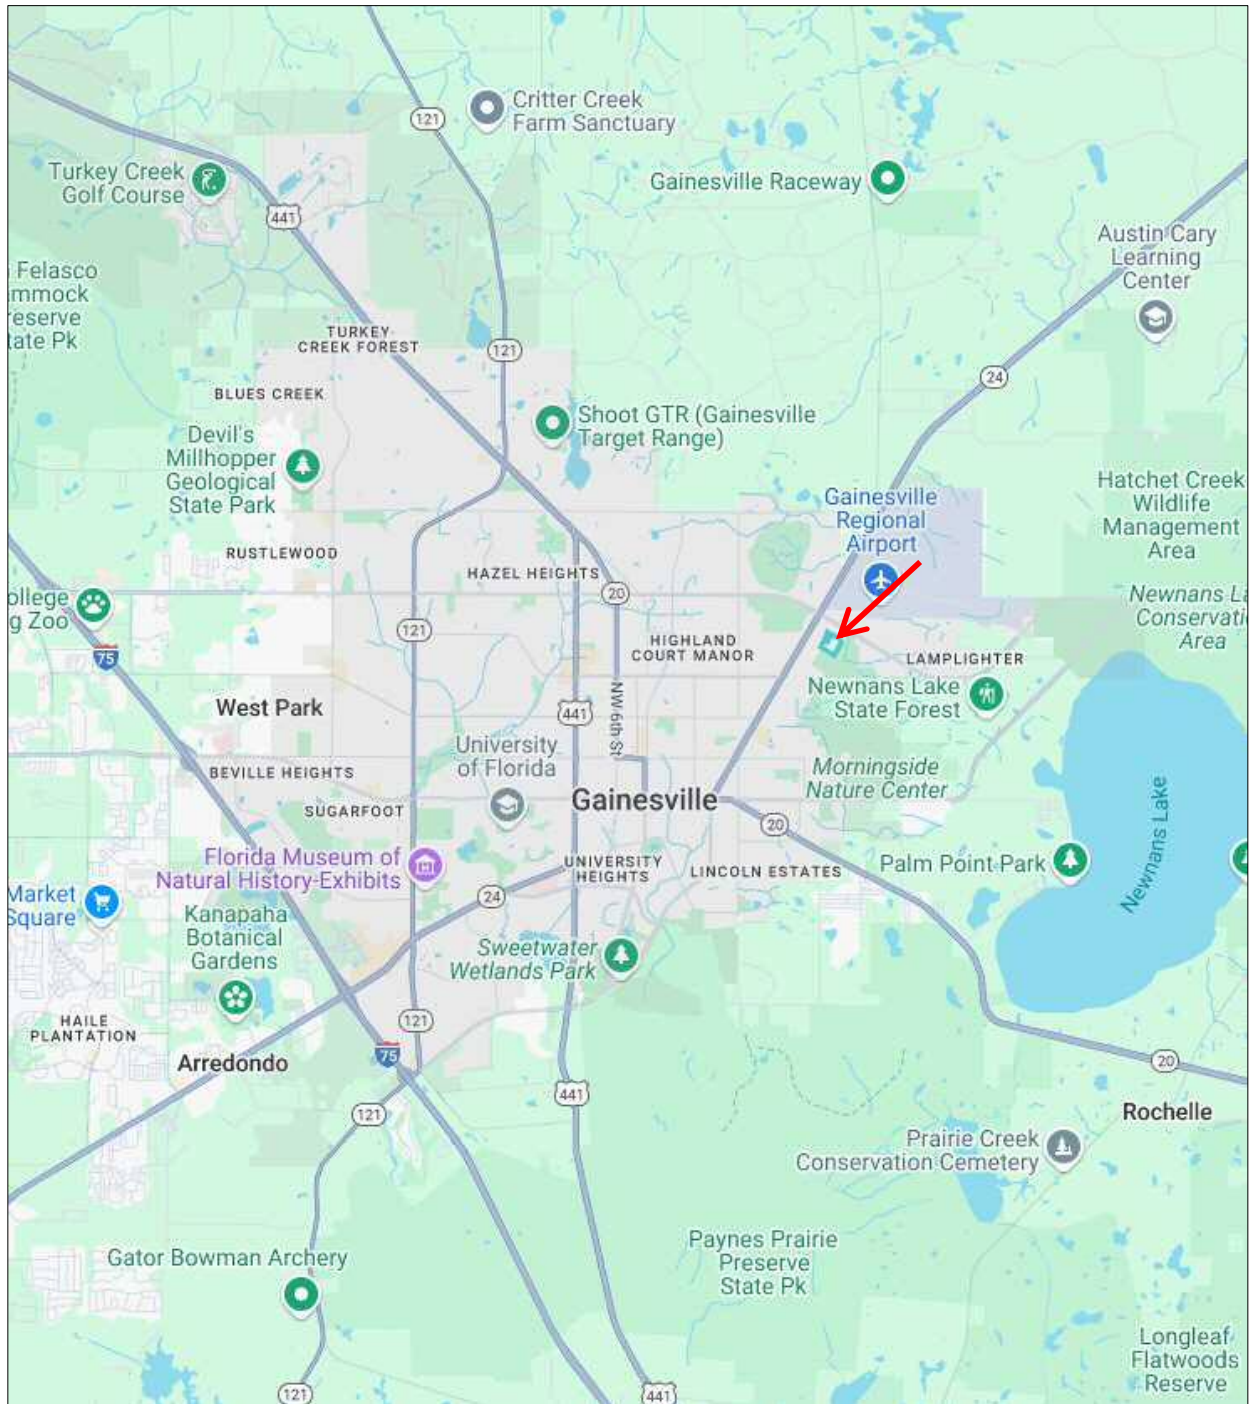 121
Critter Creek
Farm Sanctuary
Turkey Creek
Golf Course
Gainesville Raceway
441
Austin Cary
Learning
Center
Felasco
ammock
reserve
tate Pk
TURKEY
CREEK FOREST
121
24
BLUES CREEK
Shoot GTR (Gainesville
Target Range)
Devil's
Millhopper
Geological
State Park
Hatchet Creek
Wildlife
Management
Area
Gainesville
Regional
Airport
RUSTLEWOOD
HAZEL HEIGHTS
20
ollege
g Zoo
Newnans La
Conservati
Area
121
75
HIGHLAND
COURT MANOR
LAMPLIGHTER
Newnans Lake
State Forest
West Park
441
NW 6th St
University
of Florida
BEVILLE HEIGHTS
Morningside
Nature Center
SUGARFOOT
Gainesville
20
Newnans Lake
Florida Museum of
Natural History-Exhibits
UNIVERSITY
HEIGHTS
LINCOLN ESTATES
Palm Point Park
Market
Square
24
Kanapaha
Botanical
Gardens
Sweetwater
Wetlands Park
HAILE
PLANTATION
121
75
Arredondo
20
441
121
Rochelle
Prairie Creek
Conservation Cemetery
Paynes Prairie
Preserve
State Pk
Gator Bowman Archery
Longleaf
Flatwoods
Reserve
121
441